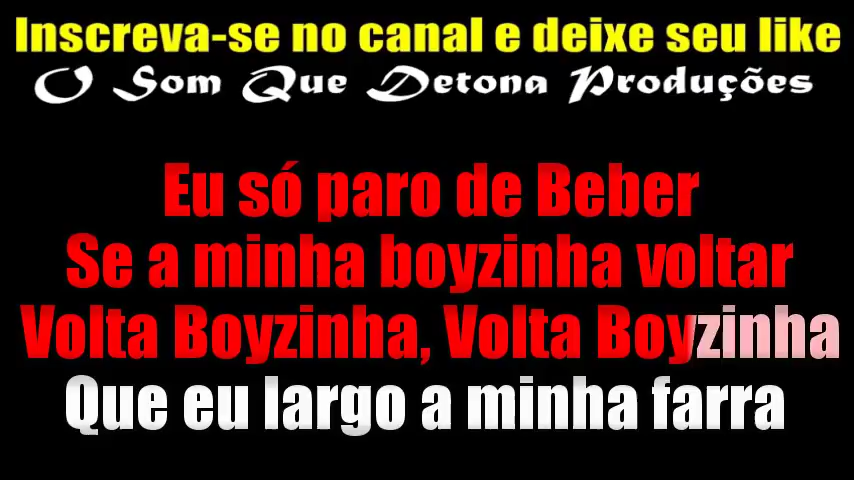 Inscreva-se no canal e deixe seu like
O Som Que Detona Produções
Eu só paro de Beber
Se a minha boyzinha voltar
Volta Boyzinha, Volta Boyzinha
Que eu largo a minha farra